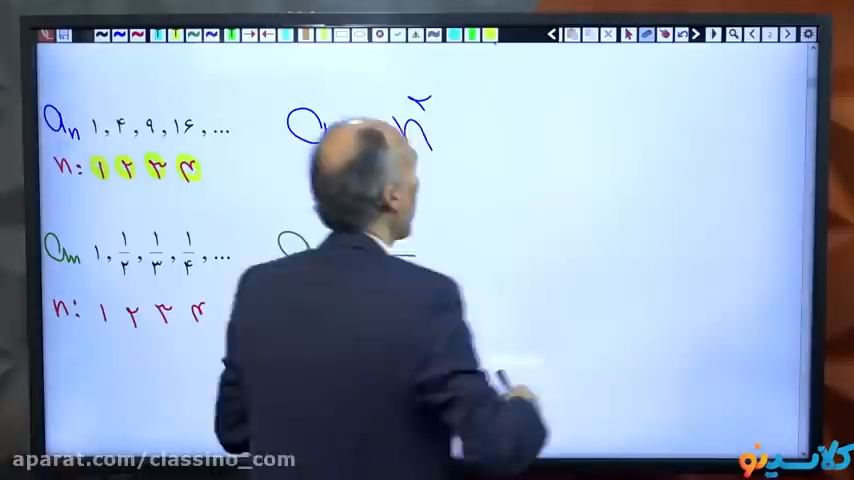 aₙ ۱ , ۴ , ۹ , ۱۶ , ...
n²
n: ۱ ۲ ۳ ۴
aₙ ۱ , ۱/۲ , ۱/۳ , ۱/۴ , ...
n: ۱ ۲ ۳ ۴
aparat.com/classino_com
کلاسینو